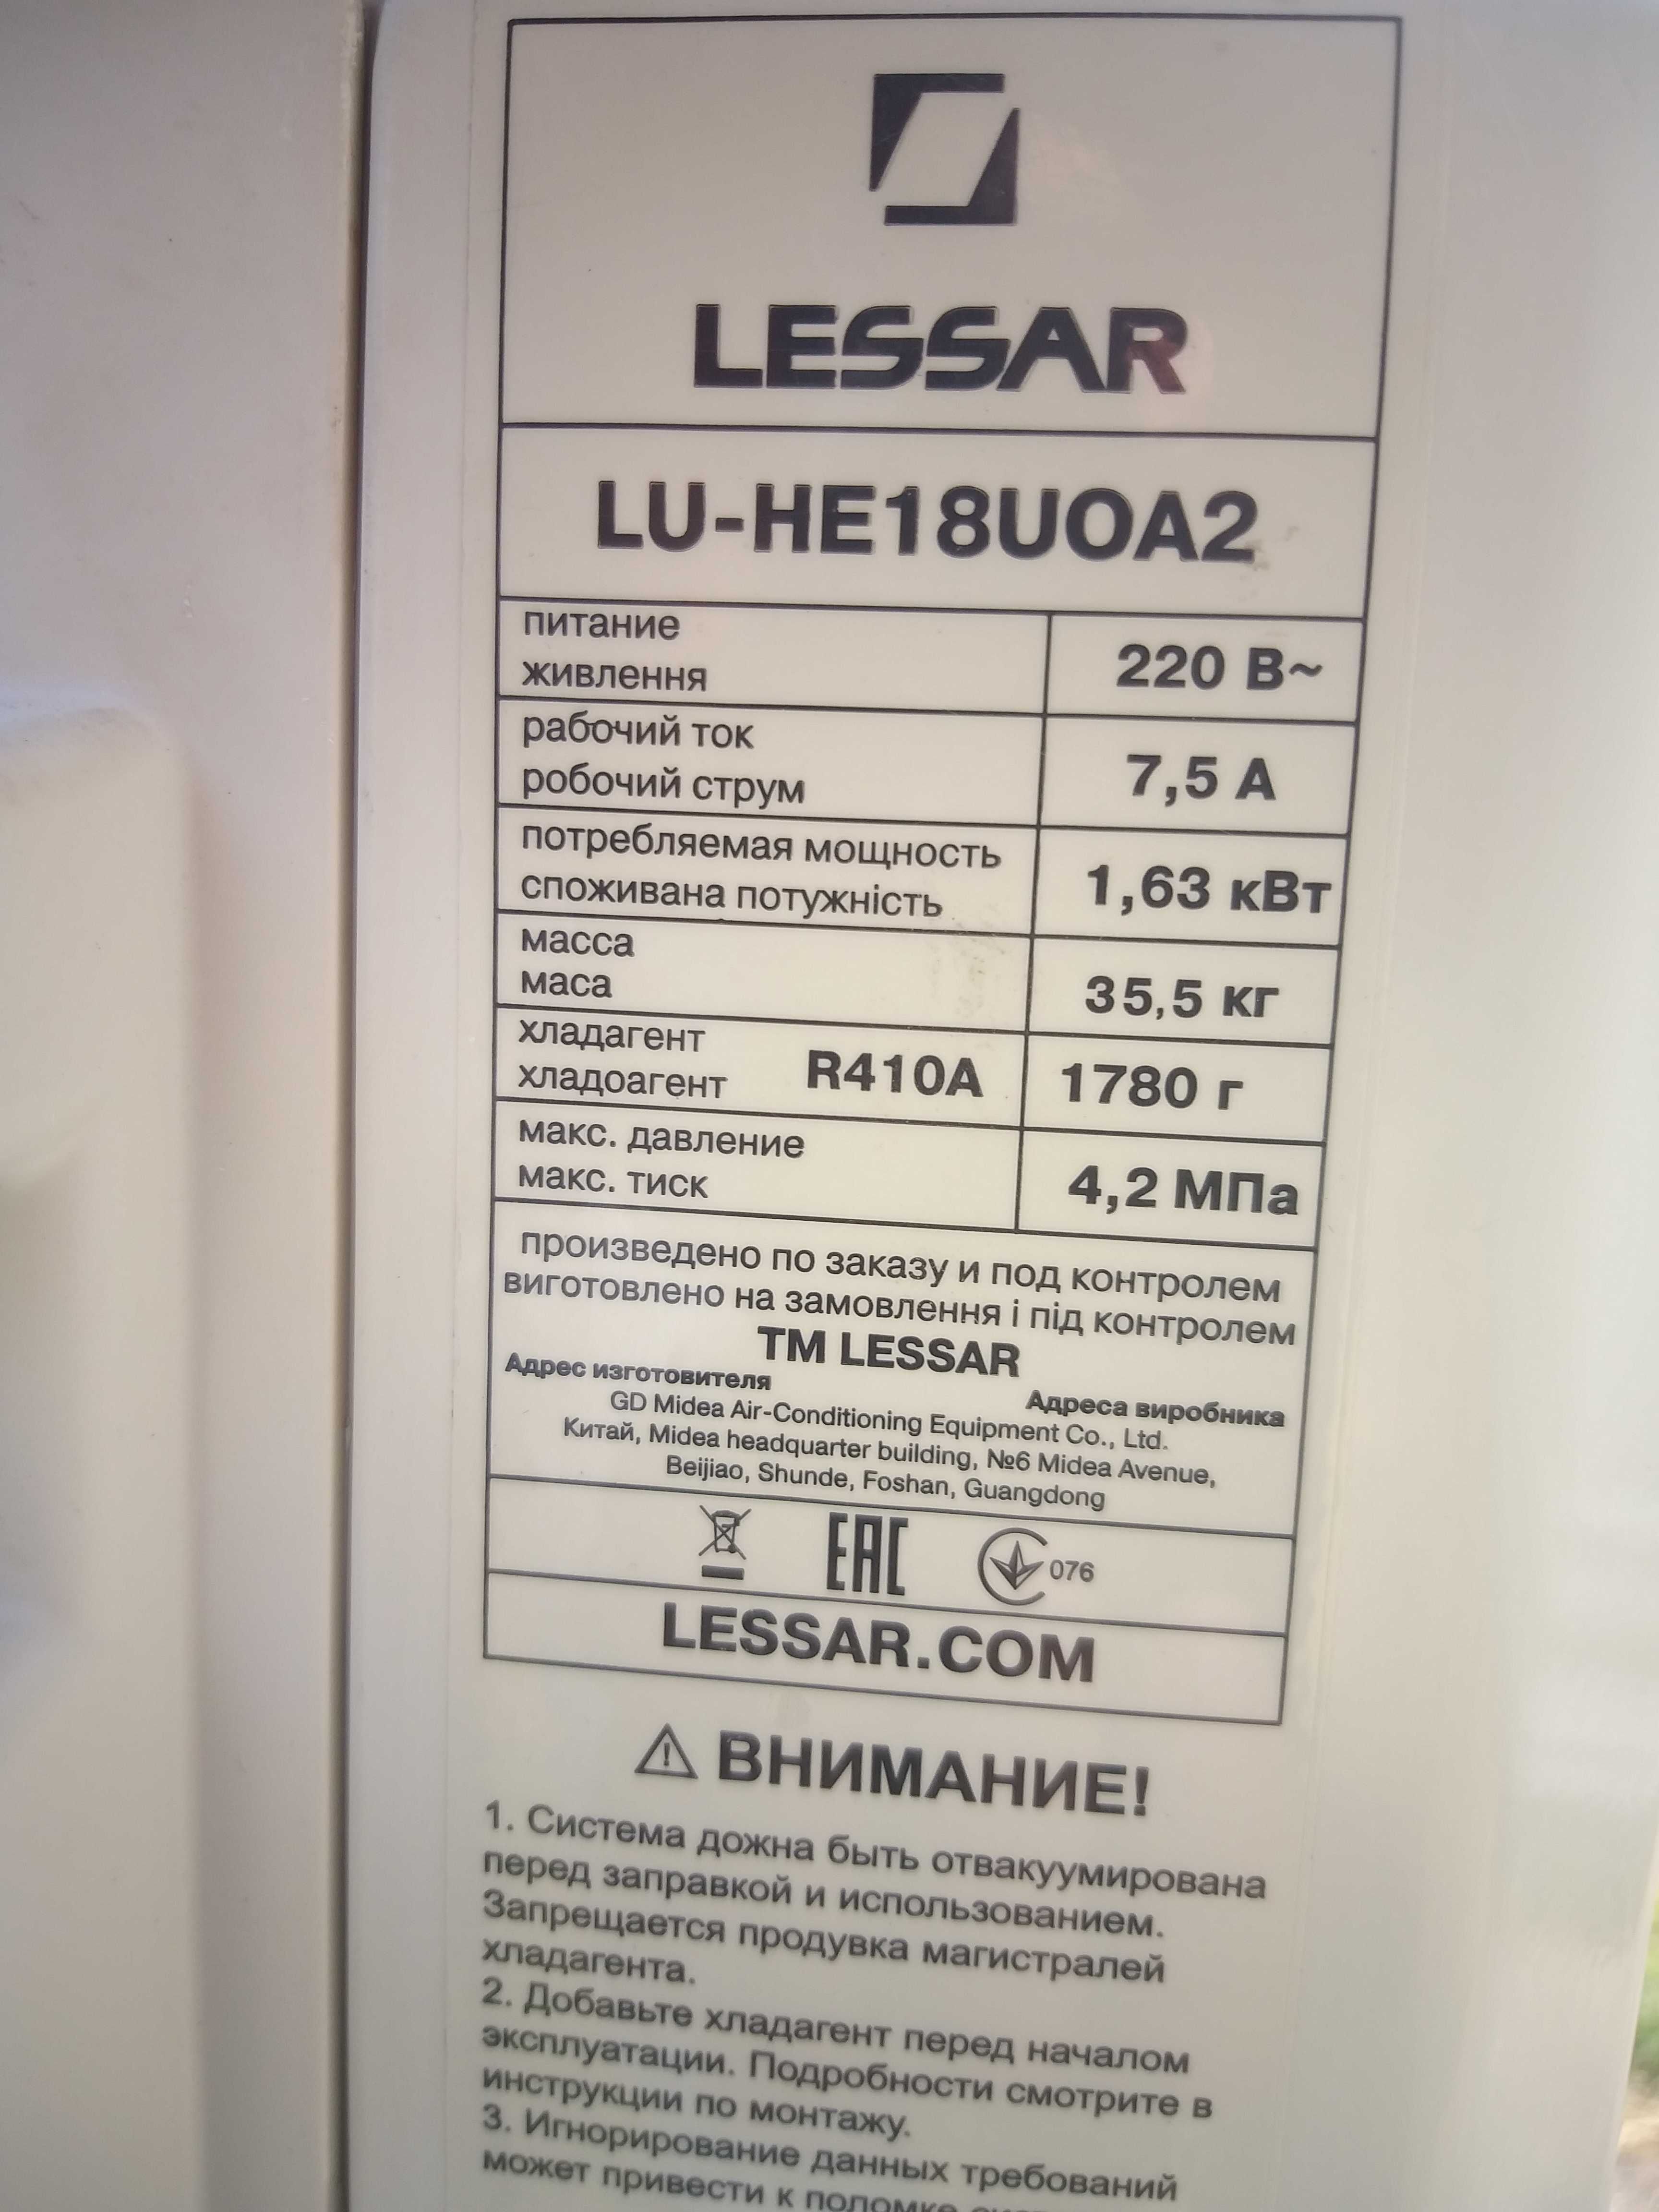 LESSAR
LU-HE18UOA2
питание
живлення
220 В~
рабочий ток
робочий струм
7,5 А
потребляемая мощность
споживана потужність
1,63 кВт
масса
маса
35,5 кг
хладагент
хладоагент
R410A
1780 г
макс. давление
макс. тиск
4,2 МПа
произведено по заказу и под контролем
виготовлено на замовлення і під контролем
ТМ LESSAR
Адрес изготовителя
Адреса виробника
GD Midea Air-Conditioning Equipment Co., Ltd.
Китай, Midea headquarter building, №6 Midea Avenue,
Beijiao, Shunde, Foshan, Guangdong
EAC
076
LESSAR.COM
ВНИМАНИЕ!
1. Система дожна быть отвакуумирована
перед заправкой и использованием.
Запрещается продувка магистралей
хладагента.
2. Добавьте хладагент перед началом
эксплуатации. Подробности смотрите в
инструкции по монтажу.
3. Игнорирование данных требований
может привести к поломке